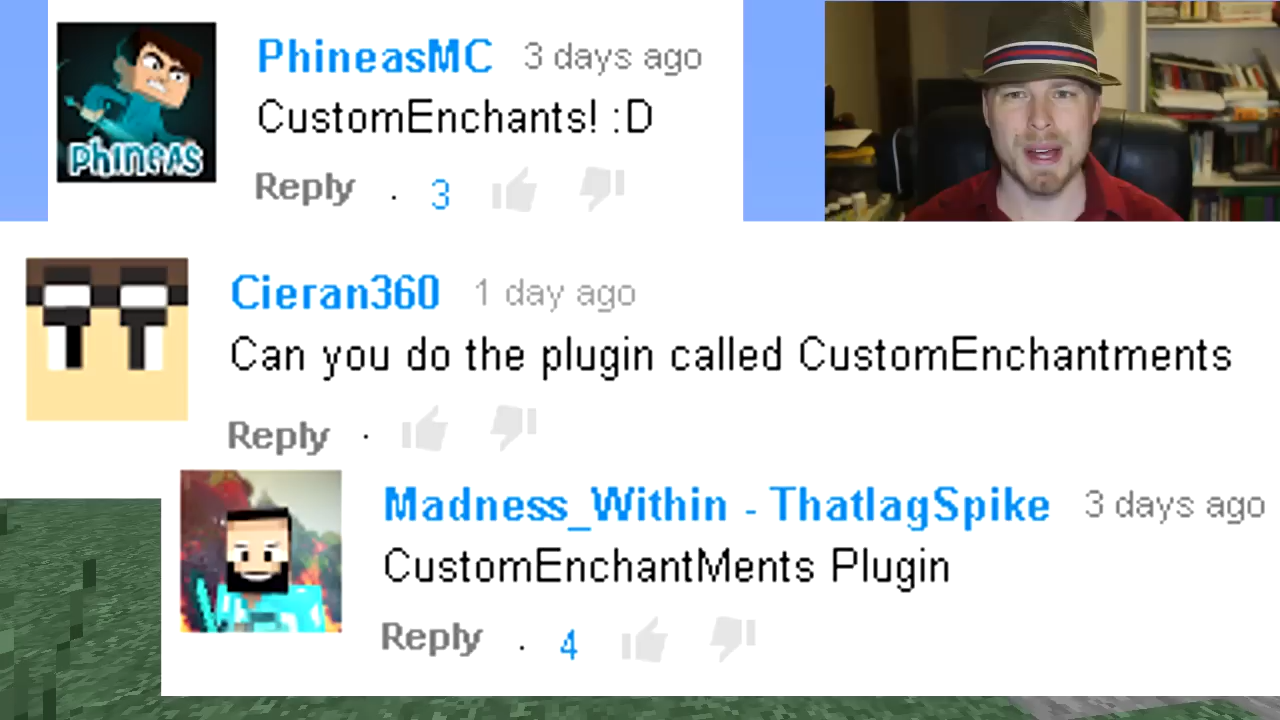 PhineasMC 3 days ago
CustomEnchants! :D
PhiNEAS
Reply . 3
Cieran360 1 day ago
Can you do the plugin called CustomEnchantments
Reply .
Madness_Within - ThatlagSpike 3 days ago
CustomEnchantMents Plugin
Reply . 4